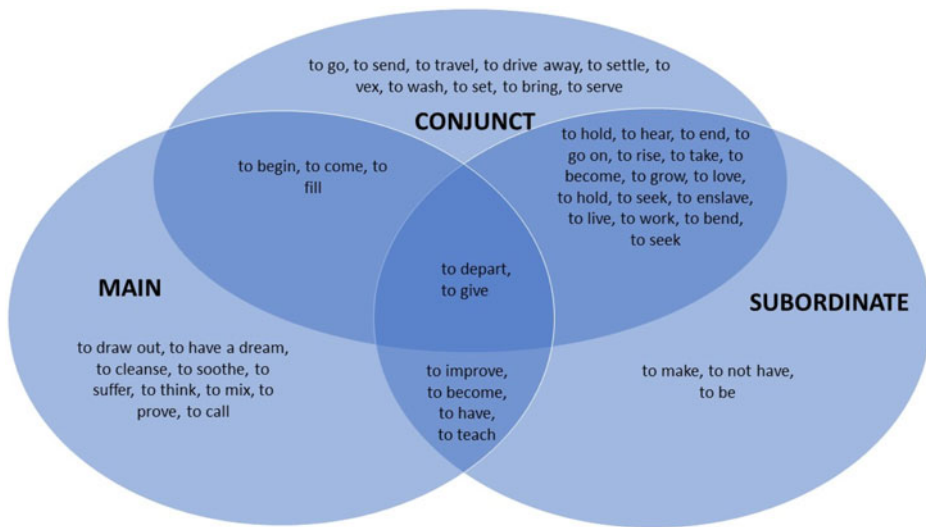 to go, to send, to travel, to drive away, to settle, to
vex, to wash, to set, to bring, to serve
CONJUNCT
to begin, to come, to
fill
to hold, to hear, to end, to
go on, to rise, to take, to
become, to grow, to love,
to hold, to seek, to enslave,
to live, to work, to bend,
to seek
to depart,
to give
MAIN
SUBORDINATE
to draw out, to have a dream,
to cleanse, to soothe, to
suffer, to think, to mix, to
prove, to call
to improve,
to become,
to have,
to teach
to make, to not have,
to be